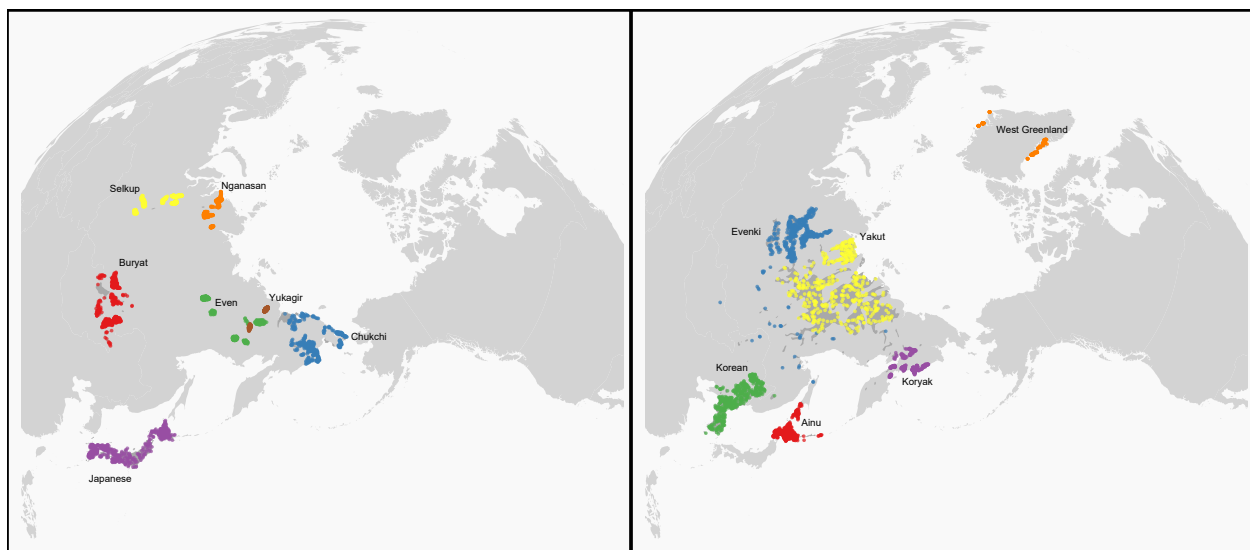 Selkup
Nganasan
Buryat
Even
Yukagir
Chukchi
Japanese
West Greenland
Evenki
Yakut
Korean
Koryak
Ainu